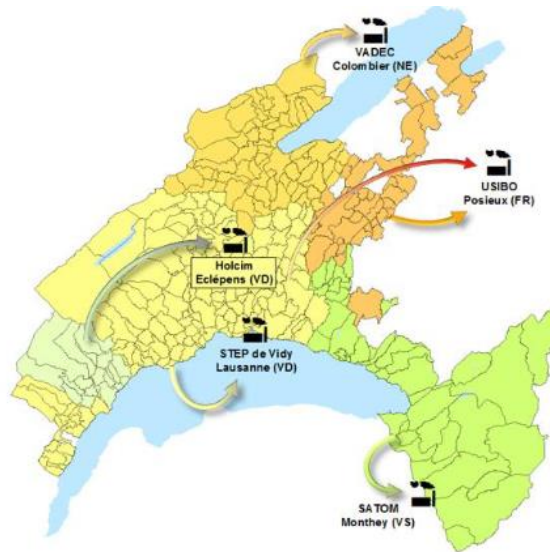 VADEC
Colombier (NE)
USIBO
Posieux (FR)
Holcim
Eclépens (VD)
STEP de Vidy
Lausanne (VD)
SATOM
Monthey (VS)